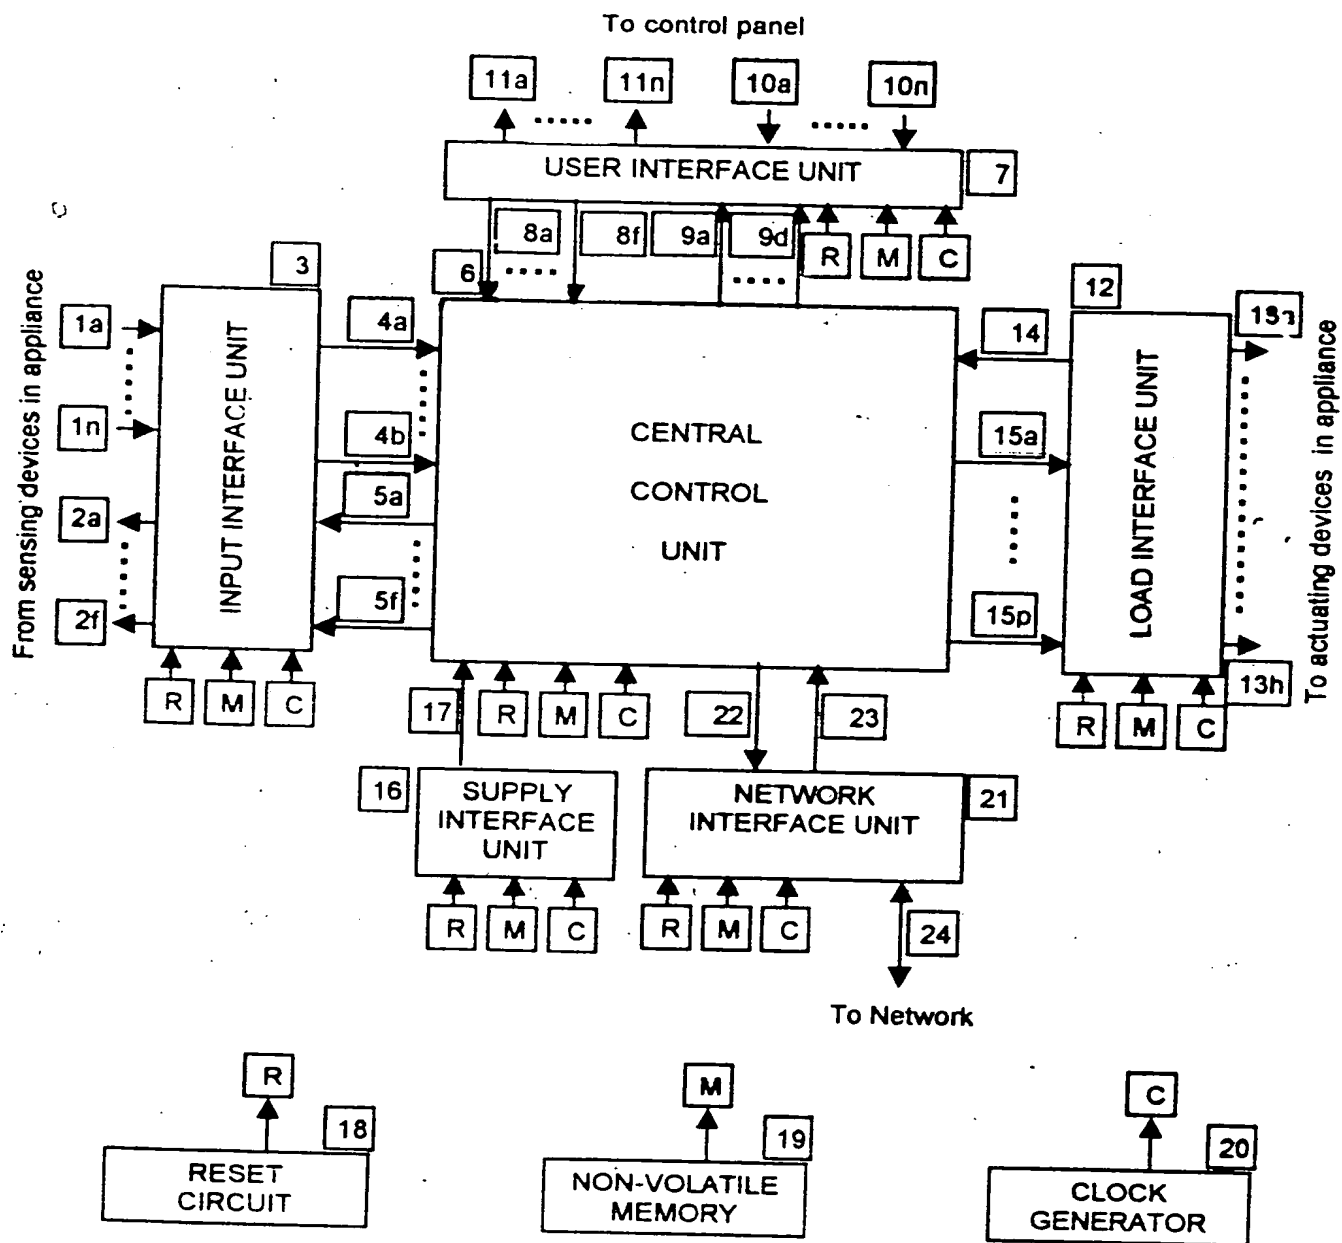 To control panel
11a
11n
10a
10n
USER INTERFACE UNIT
7
8a
8f
9a
9d
R
M
C
3
6
12
From sensing devices in appliance
1a
1n
2a
2f
INPUT INTERFACE UNIT
4a
4b
5a
5f
CENTRAL
CONTROL
UNIT
14
15a
15p
LOAD INTERFACE UNIT
13h
To actuating devices in appliance
R
M
C
17
R
M
C
22
23
R
M
C
16
SUPPLY
INTERFACE
UNIT
NETWORK
INTERFACE UNIT
21
R
M
C
R
M
C
24
To Network
R
18
RESET
CIRCUIT
M
19
NON-VOLATILE
MEMORY
C
20
CLOCK
GENERATOR